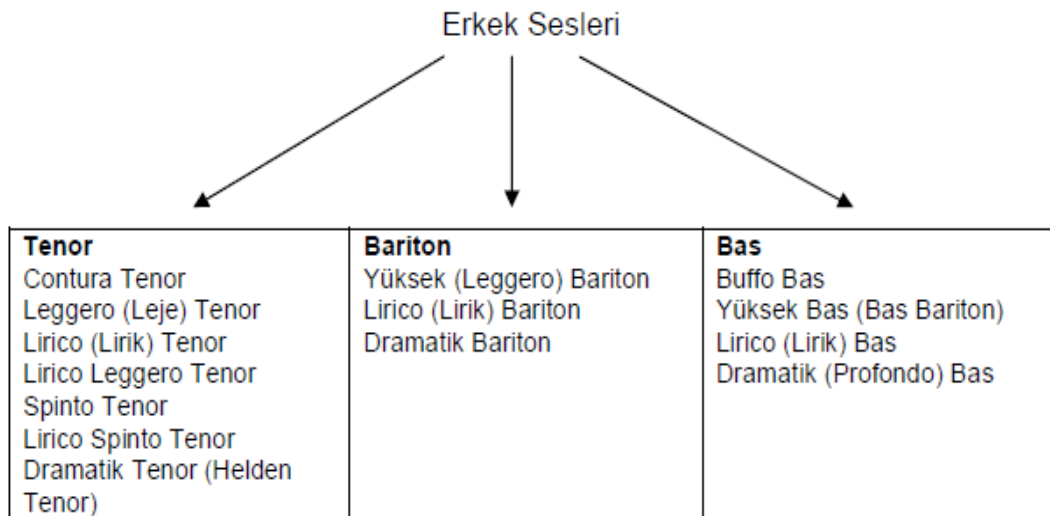 Erkek Sesleri
Tenor
Contura Tenor
Leggero (Leje) Tenor
Lirico (Lirik) Tenor
Lirico Leggero Tenor
Spinto Tenor
Lirico Spinto Tenor
Dramatik Tenor (Helden
Tenor)
Bariton
Yüksek (Leggero) Bariton
Lirico (Lirik) Bariton
Dramatik Bariton
Bas
Buffo Bas
Yüksek Bas (Bas Bariton)
Lirico (Lirik) Bas
Dramatik (Profondo) Bas